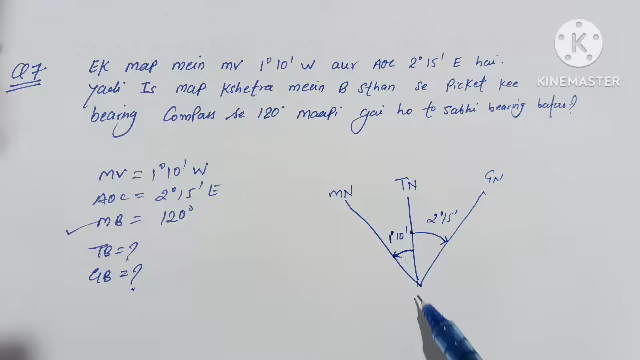 Q7 EK map mein mv 1°10' W aur AOC 2°15' E hai.
yadi Is map Kshetra mein B sthan se Picket kee
bearing Compass se 120° maapi gai ho to sabhi bearing batao?
K
KINEMASTER
MV = 1°10' W
AOC = 2°15' E
MB = 120°
TB = ?
GB = ?
MN TN GN
1°10' 2°15'